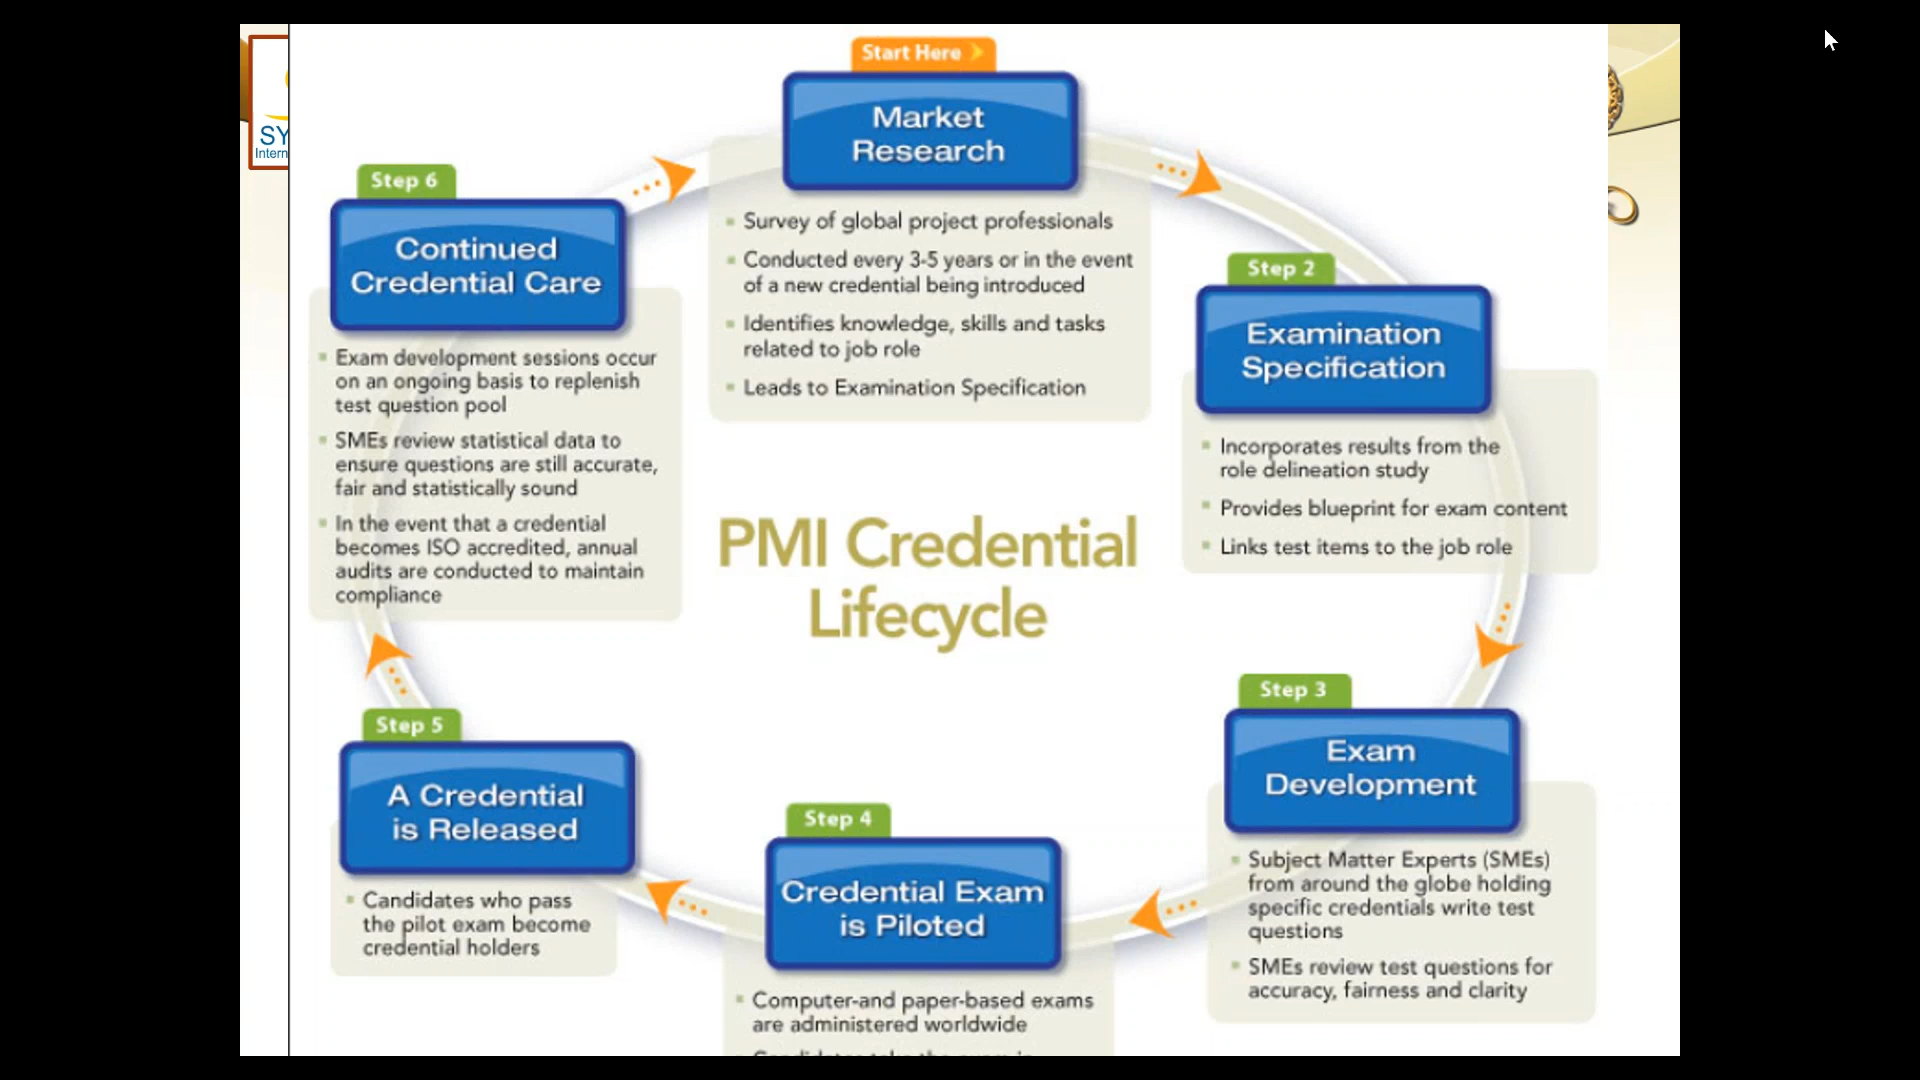 Start Here
Market
Research
Survey of global project professionals
Conducted every 3-5 years or in the event
of a new credential being introduced
Identifies knowledge, skills and tasks
related to job role
Leads to Examination Specification
Step 2
Examination
Specification
Incorporates results from the
role delineation study
Provides blueprint for exam content
Links test items to the job role
Step 3
Exam
Development
Subject Matter Experts (SMEs)
from around the globe holding
specific credentials write test
questions
SMEs review test questions for
accuracy, fairness and clarity
Step 4
Credential Exam
is Piloted
Computer-and paper-based exams
are administered worldwide
Step 5
A Credential
is Released
Candidates who pass
the pilot exam become
credential holders
Step 6
Continued
Credential Care
Exam development sessions occur
on an ongoing basis to replenish
test question pool
SMEs review statistical data to
ensure questions are still accurate,
fair and statistically sound
In the event that a credential
becomes ISO accredited, annual
audits are conducted to maintain
compliance
PMI Credential
Lifecycle
SY
Intern